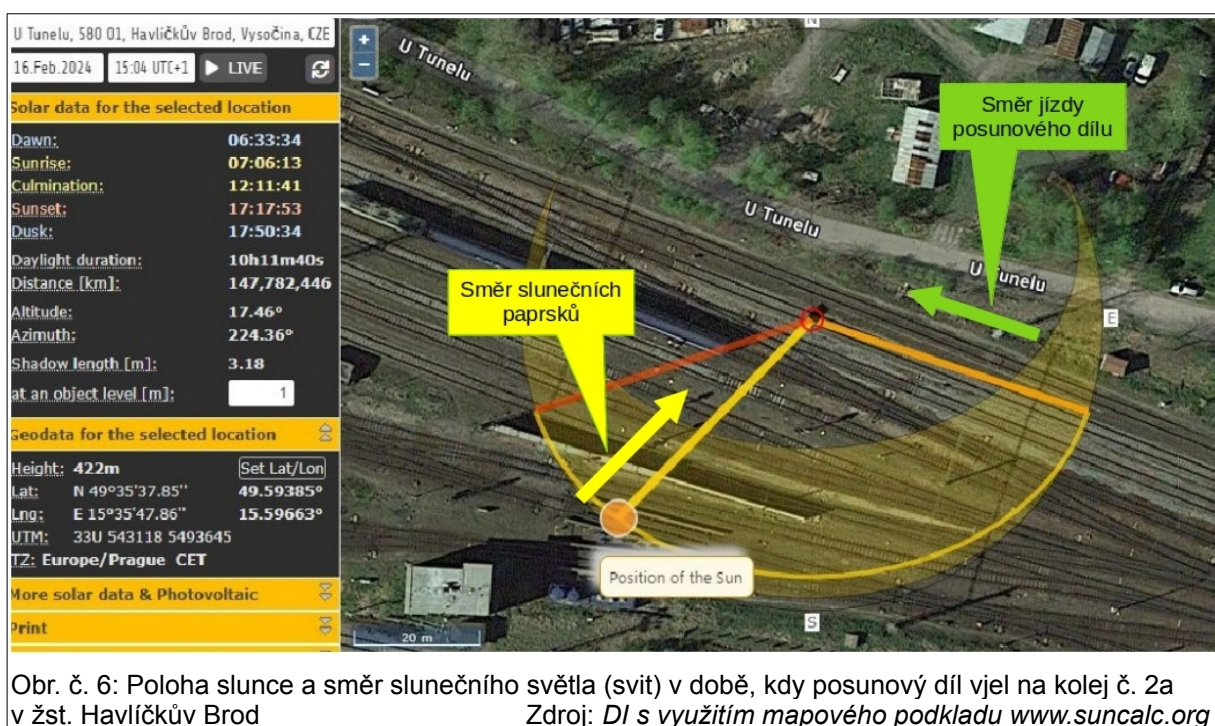 U Tunelu, 580 01, Havlíčkův Brod, Vysočina, CZE
16.Feb.2024 15:04 UTC+1 LIVE
Solar data for the selected location
Dawn: 06:33:34
Sunrise: 07:06:13
Culmination: 12:11:41
Sunset: 17:17:53
Dusk: 17:50:34
Daylight duration: 10h11m40s
Distance [km]: 147,782,446
Altitude: 17.46°
Azimuth: 224.36°
Shadow length [m]: 3.18
at an object level [m]: 1
Geodata for the selected location
Height: 422m Set Lat/Lon
Lat: N 49°35'37.85'' 49.59385°
Lng: E 15°35'47.86'' 15.59663°
UTM: 33U 543118 5493645
TZ: Europe/Prague CET
More solar data & Photovoltaic
Print
+
−
N
U Tunelu
Směr jízdy
posunového dílu
U Tunelu
U Tunelu
Směr slunečních
paprsků
E
Position of the Sun
S
20 m
Obr. č. 6: Poloha slunce a směr slunečního světla (svit) v době, kdy posunový díl vjel na kolej č. 2a
v žst. Havlíčkův Brod Zdroj: DI s využitím mapového podkladu www.suncalc.org